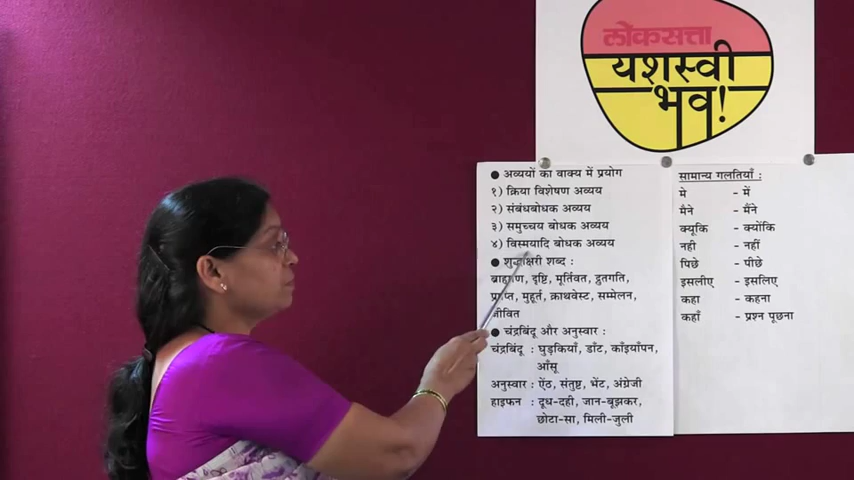 लोकसत्ता
यशस्वी
भव!
● अव्ययों का वाक्य में प्रयोग
१) क्रिया विशेषण अव्यय
२) संबंधबोधक अव्यय
३) समुच्चय बोधक अव्यय
४) विस्मयादि बोधक अव्यय
● शुद्धाक्षरी शब्द :
ब्राह्मण, दृष्टि, मूर्तिवत, द्रुतगति,
प्राप्त, मुहूर्त, क्राथवेस्ट, सम्मेलन,
जीवित
● चंद्रबिंदू और अनुस्वार :
चंद्रबिंदू : घुड़कियाँ, डाँट, काँइयाँपन,
आँसू
अनुस्वार : ऐंठ, संतुष्ट, भेंट, अंग्रेजी
हाइफन : दूध-दही, जान-बूझकर,
छोटा-सा, मिली-जुली
सामान्य गलतियाँ :
मे - में
मैने - मैंने
क्यूकि - क्योंकि
नही - नहीं
पिछे - पीछे
इसलीए - इसलिए
कहा - कहना
कहाँ - प्रश्न पूछना